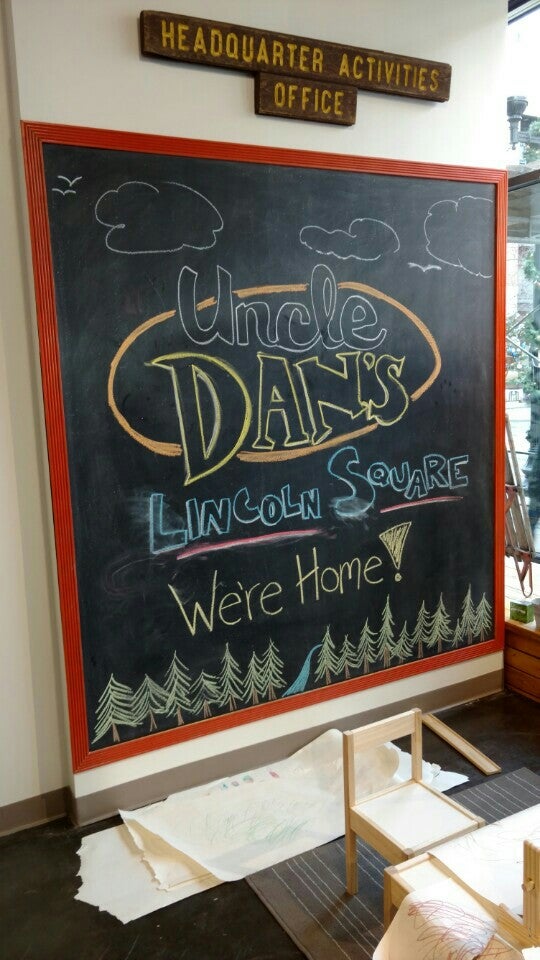 HEADQUARTER ACTIVITIES
OFFICE
Uncle
DAN'S
LINCOLN SQUARE
We're Home!